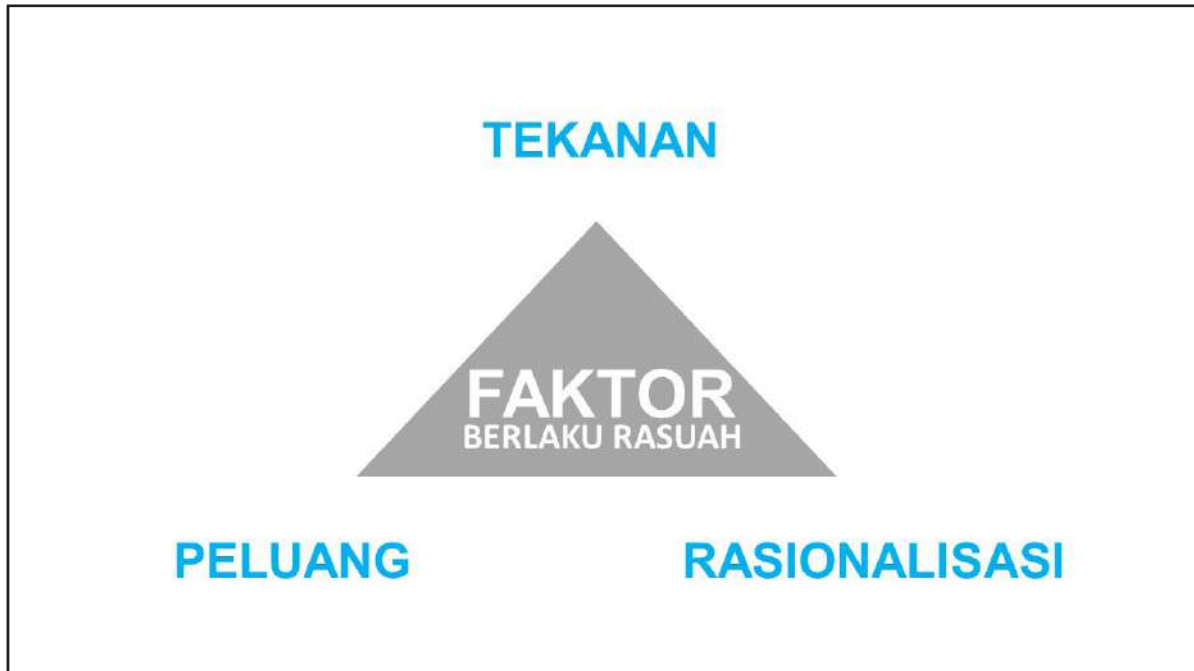 TEKANAN
FAKTOR
BERLAKU RASUAH
PELUANG
RASIONALISASI